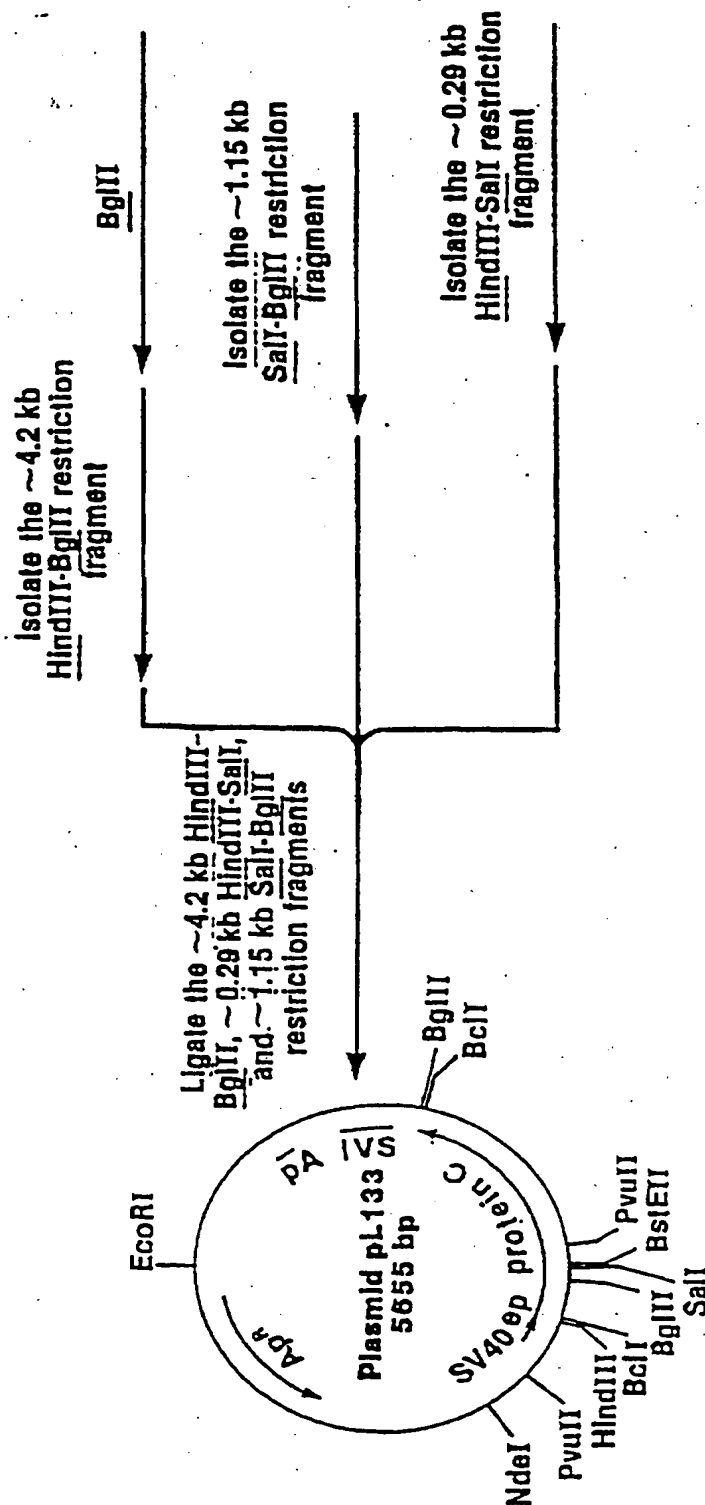 BglII
Isolate the ~4.2 kb
HindIII-BglII restriction
fragment
Isolate the ~1.15 kb
SalI-BglII restriction
fragment
Isolate the ~0.29 kb
HindIII-SalI restriction
fragment
Ligate the ~4.2 kb HindIII-
BglII, ~0.29 kb HindIII-SalI,
and ~1.15 kb SalI-BglII
restriction fragments
EcoRI
ApR
pA
SVI
Plasmid pL133
5655 bp
SV40ep
protein C
BglII
BclI
PvuII
BstEII
SalI
BglII
BclI
HindIII
PvuII
NdeI